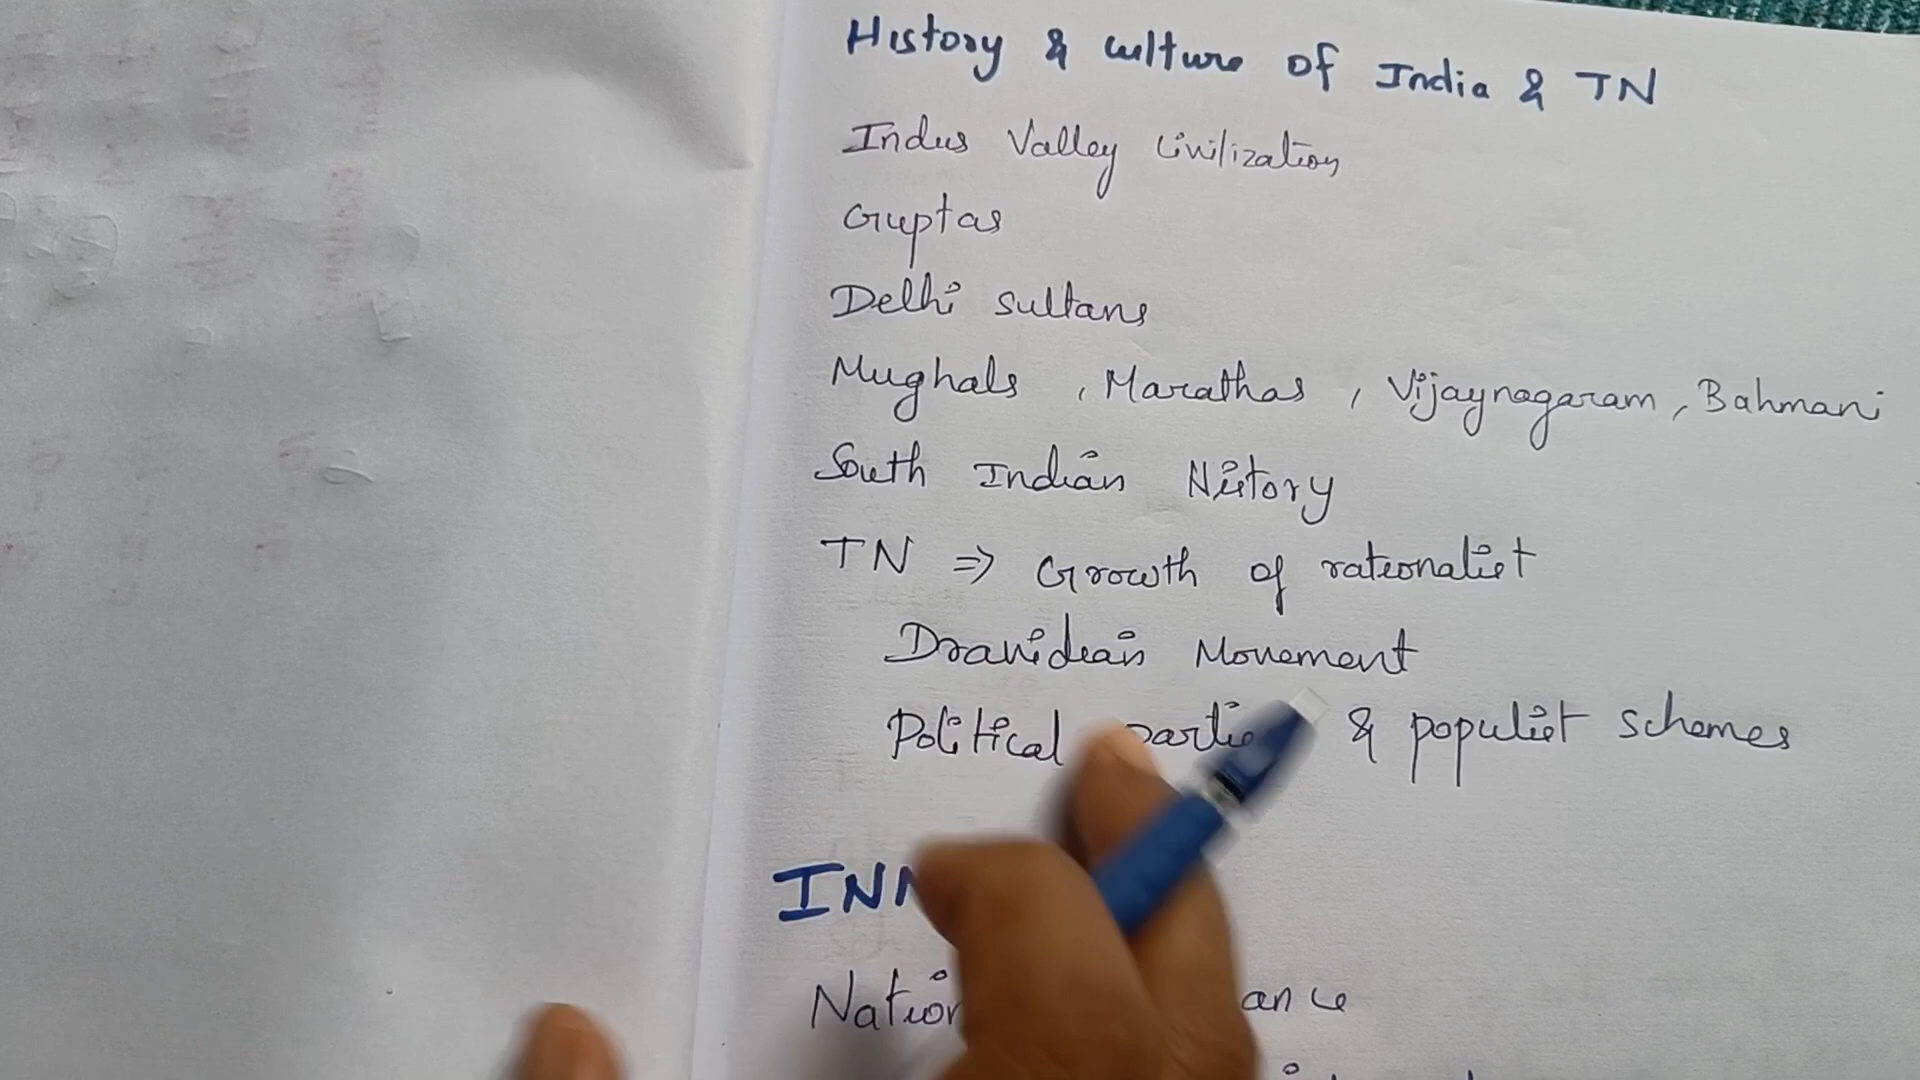 History & culture of India & TN
Indus Valley Civilization
Guptas
Delhi sultans
Mughals , Marathas , Vijaynagaram, Bahmani
South Indian History
TN ⇒ Growth of rationalist
Dravidian Movement
Political parties & populist schemes